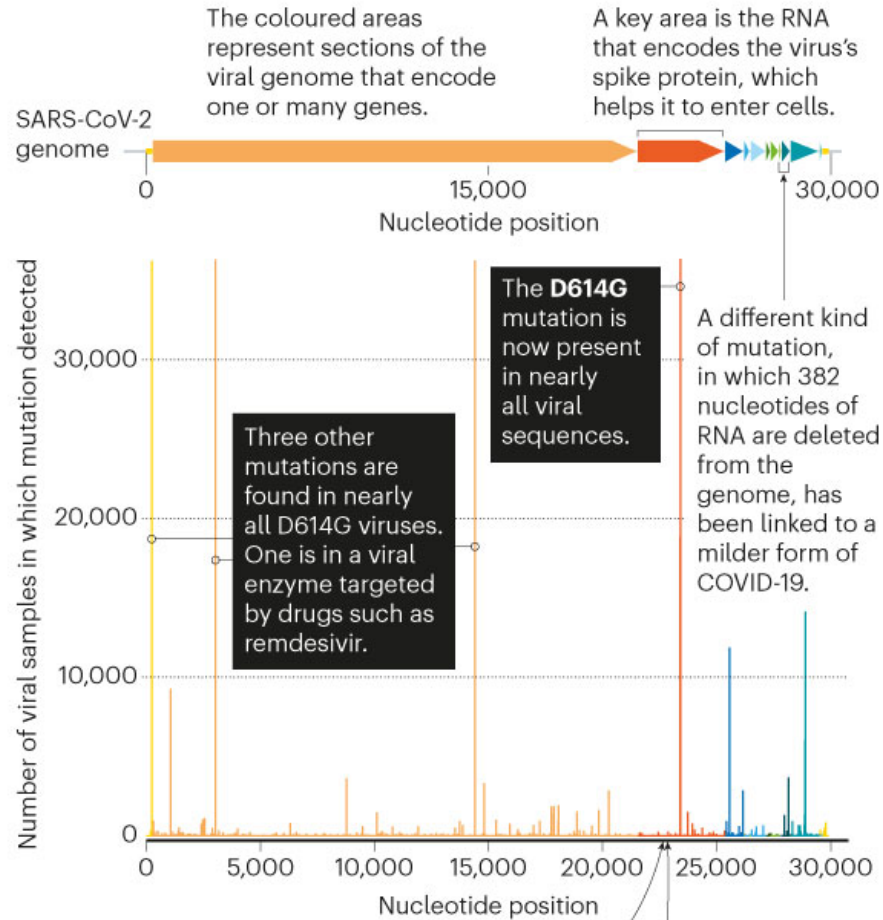 The coloured areas
represent sections of the
viral genome that encode
one or many genes.
A key area is the RNA
that encodes the virus's
spike protein, which
helps it to enter cells.
SARS-CoV-2
genome
0
15,000
30,000
Nucleotide position
Number of viral samples in which mutation detected
30,000
20,000
10,000
0
Three other
mutations are
found in nearly
all D614G viruses.
One is in a viral
enzyme targeted
by drugs such as
remdesivir.
The D614G
mutation is
now present
in nearly
all viral
sequences.
A different kind
of mutation,
in which 382
nucleotides of
RNA are deleted
from the
genome, has
been linked to a
milder form of
COVID-19.
0
5,000
10,000
15,000
20,000
25,000
30,000
Nucleotide position